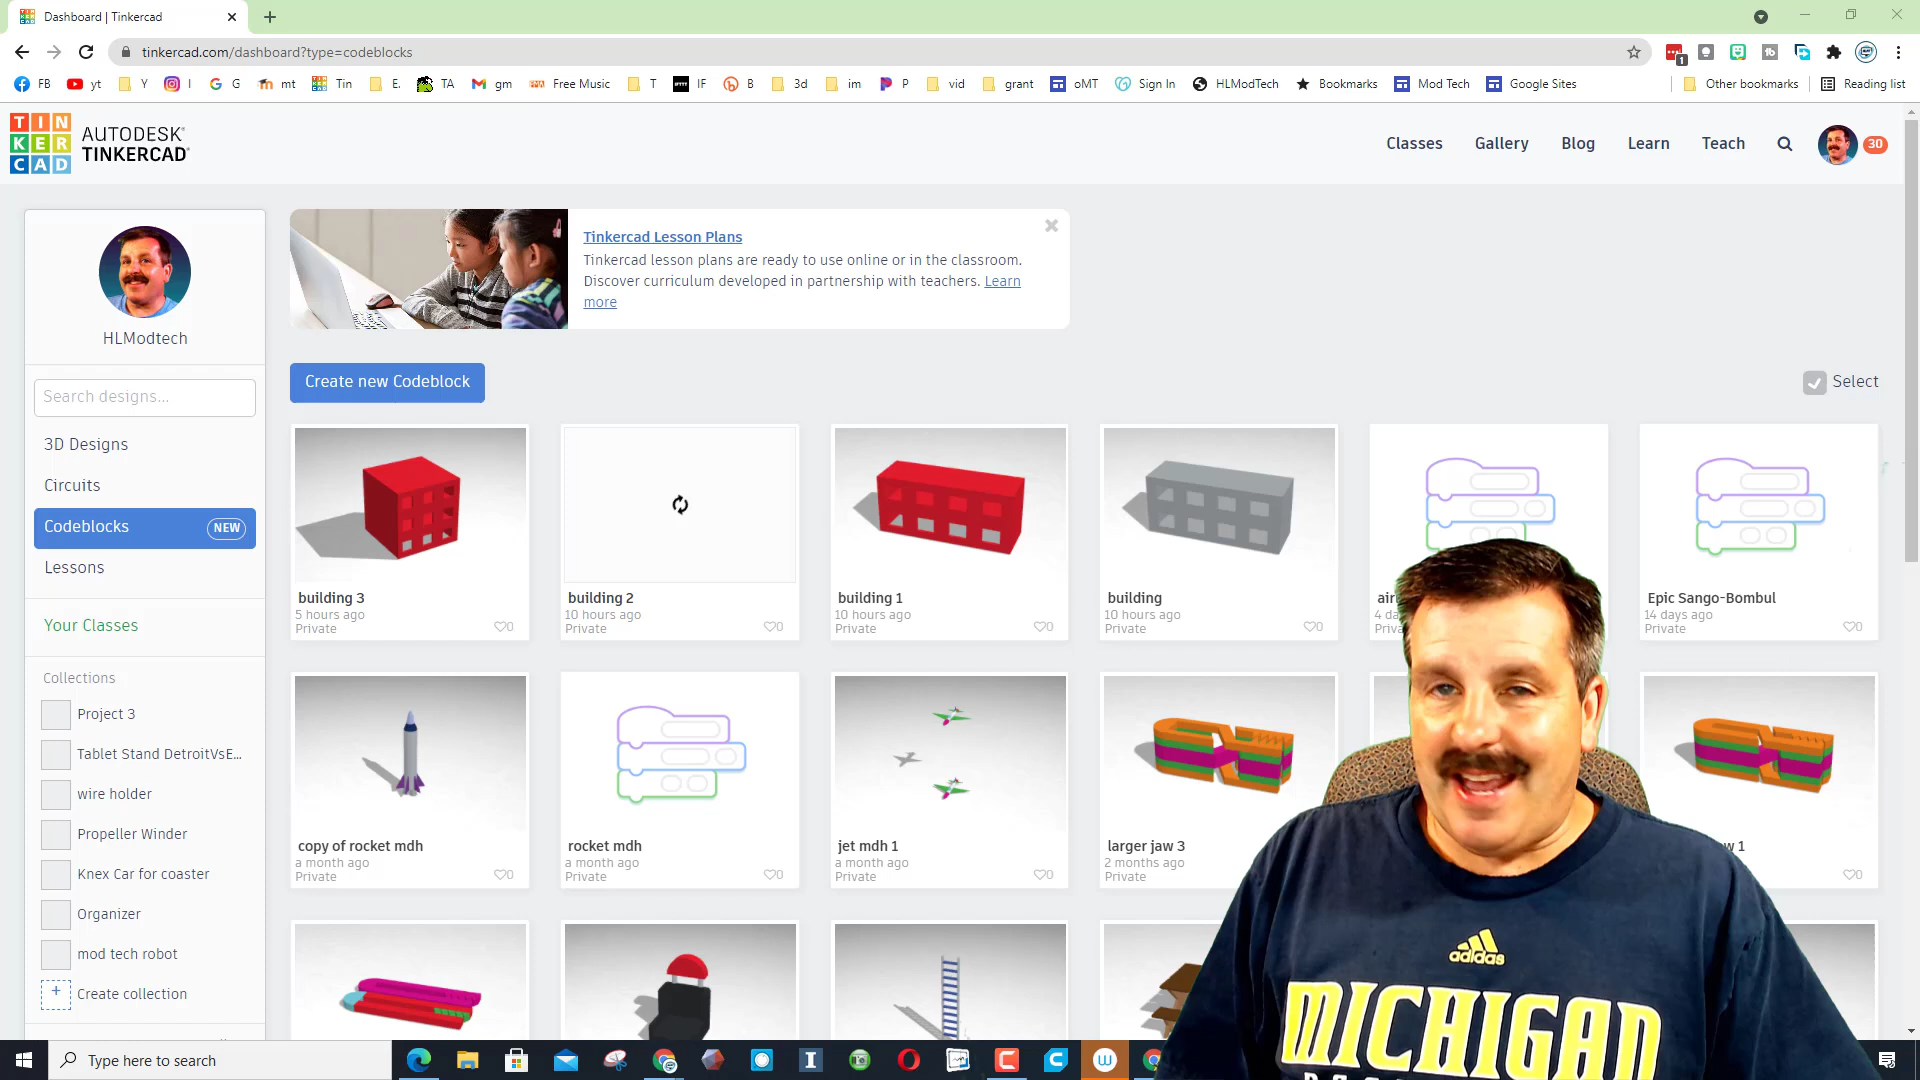 Dashboard | Tinkercad
tinkercad.com/dashboard?type=codeblocks
1
FB
yt
Y
I
G
mt
Tin
E.
TA
gm
Free Music
T
IF
B
3d
im
P
vid
grant
oMT
Sign In
HLModTech
Bookmarks
Mod Tech
Google Sites
Other bookmarks
Reading list
TIN
KER
CAD
AUTODESK®
TINKERCAD®
Classes
Gallery
Blog
Learn
Teach
30
HLModtech
Search designs...
3D Designs
Circuits
Codeblocks
NEW
Lessons
Your Classes
Collections
Project 3
Tablet Stand DetroitVsE...
wire holder
Propeller Winder
Knex Car for coaster
Organizer
mod tech robot
Create collection
Tinkercad Lesson Plans
Tinkercad lesson plans are ready to use online or in the classroom.
Discover curriculum developed in partnership with teachers. Learn
more
Create new Codeblock
Select
building 3
5 hours ago
Private
0
building 2
10 hours ago
Private
0
building 1
10 hours ago
Private
0
building
10 hours ago
Private
0
Epic Sango-Bombul
14 days ago
Private
0
copy of rocket mdh
a month ago
Private
0
rocket mdh
a month ago
Private
0
jet mdh 1
a month ago
Private
0
larger jaw 3
2 months ago
Private
0
adidas
MICHIGAN
Type here to search